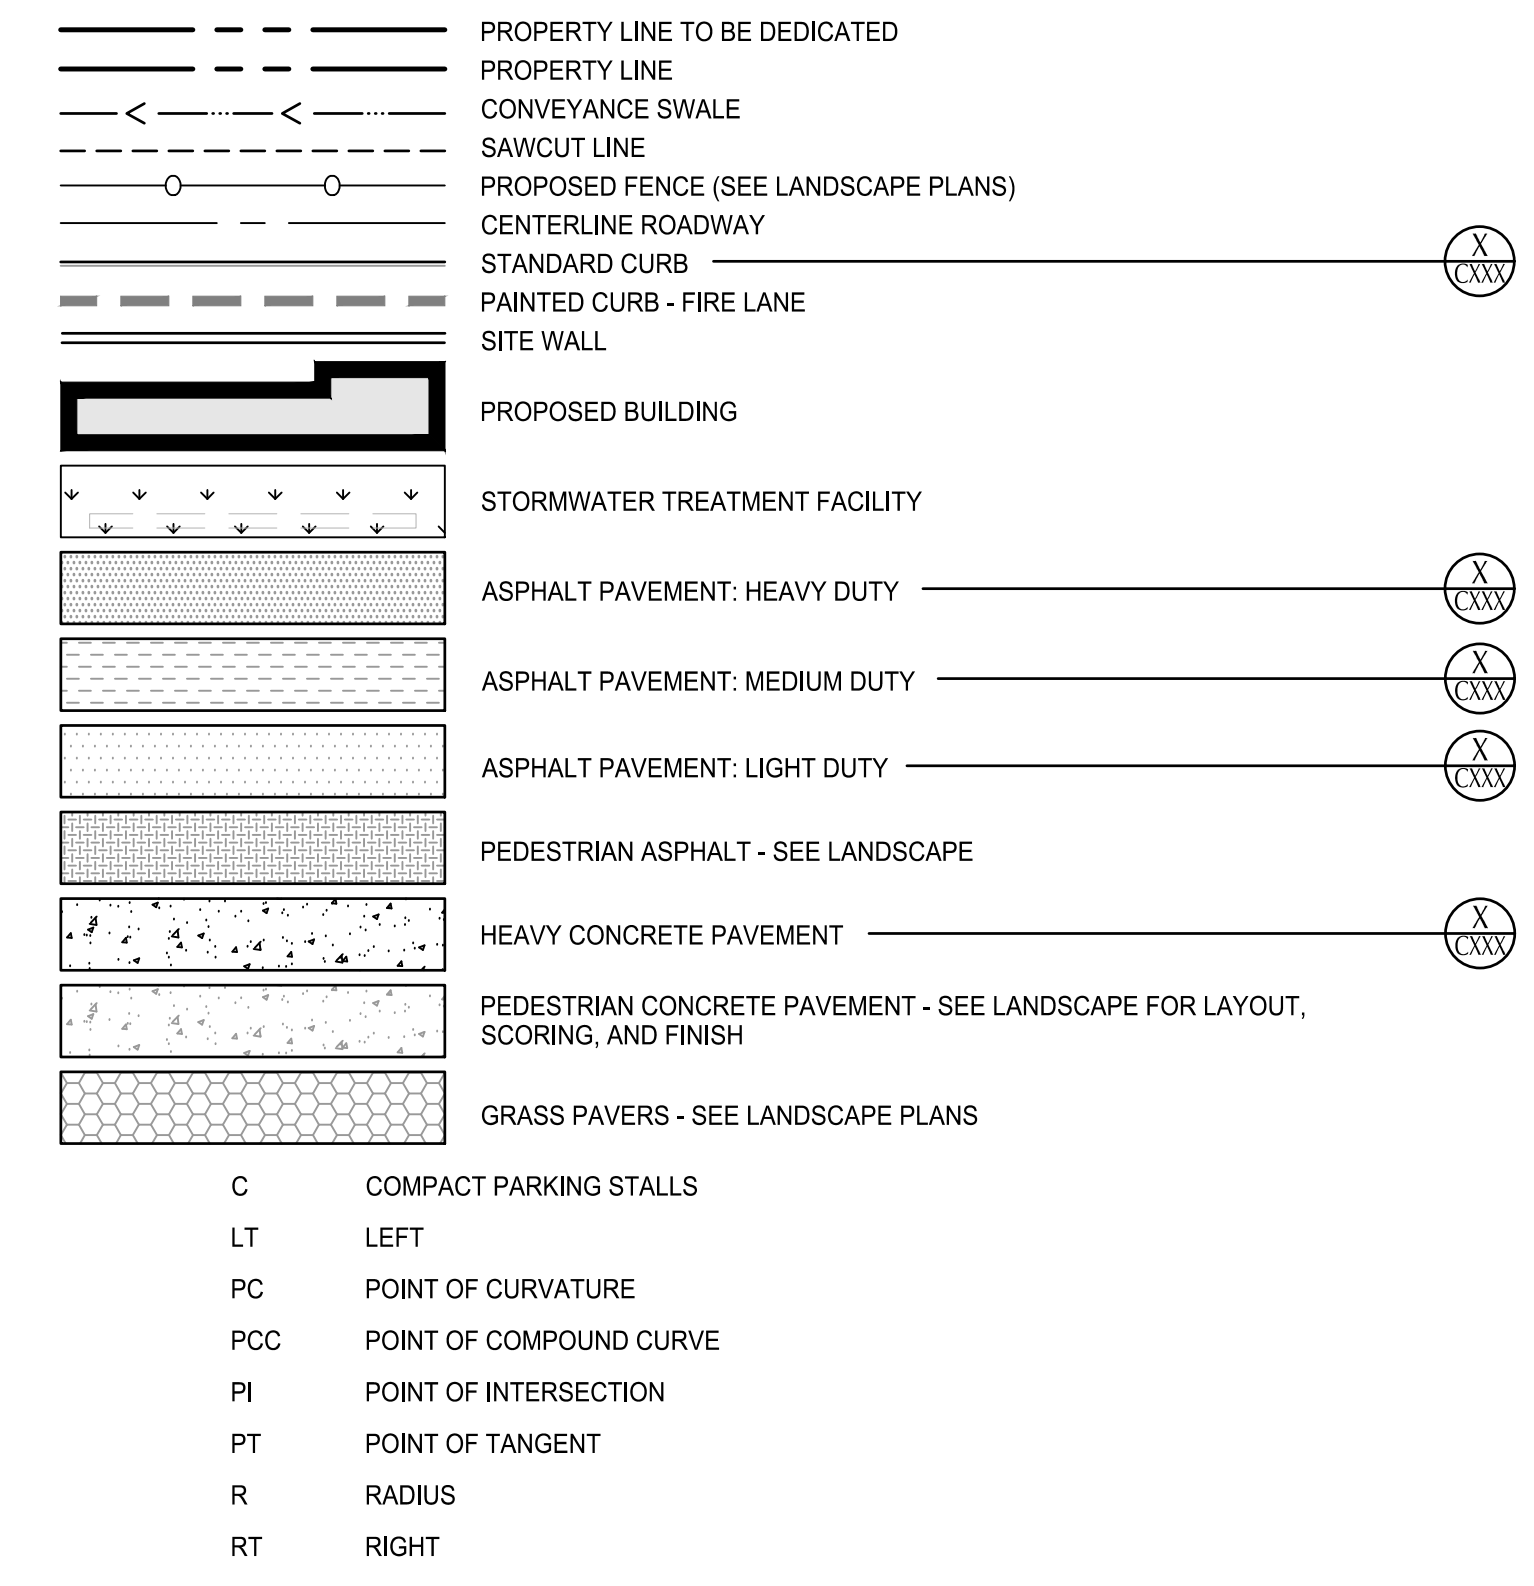 PROPERTY LINE TO BE DEDICATED
PROPERTY LINE
CONVEYANCE SWALE
SAWCUT LINE
PROPOSED FENCE (SEE LANDSCAPE PLANS)
CENTERLINE ROADWAY
STANDARD CURB
X
CXXX
PAINTED CURB - FIRE LANE
SITE WALL
PROPOSED BUILDING
STORMWATER TREATMENT FACILITY
ASPHALT PAVEMENT: HEAVY DUTY
X
CXXX
ASPHALT PAVEMENT: MEDIUM DUTY
X
CXXX
ASPHALT PAVEMENT: LIGHT DUTY
X
CXXX
PEDESTRIAN ASPHALT - SEE LANDSCAPE
HEAVY CONCRETE PAVEMENT
X
CXXX
PEDESTRIAN CONCRETE PAVEMENT - SEE LANDSCAPE FOR LAYOUT,
SCORING, AND FINISH
GRASS PAVERS - SEE LANDSCAPE PLANS
C COMPACT PARKING STALLS
LT LEFT
PC POINT OF CURVATURE
PCC POINT OF COMPOUND CURVE
PI POINT OF INTERSECTION
PT POINT OF TANGENT
R RADIUS
RT RIGHT